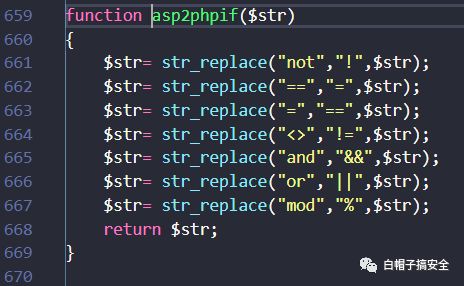 659 function asp2phpif($str)
660 {
661 $str= str_replace("not","!",$str);
662 $str= str_replace("==","=",$str);
663 $str= str_replace("=","==",$str);
664 $str= str_replace("<>","!=",$str);
665 $str= str_replace("and","&&",$str);
666 $str= str_replace("or","||",$str);
667 $str= str_replace("mod","%",$str);
668 return $str;
669 }
670
白帽子搞安全